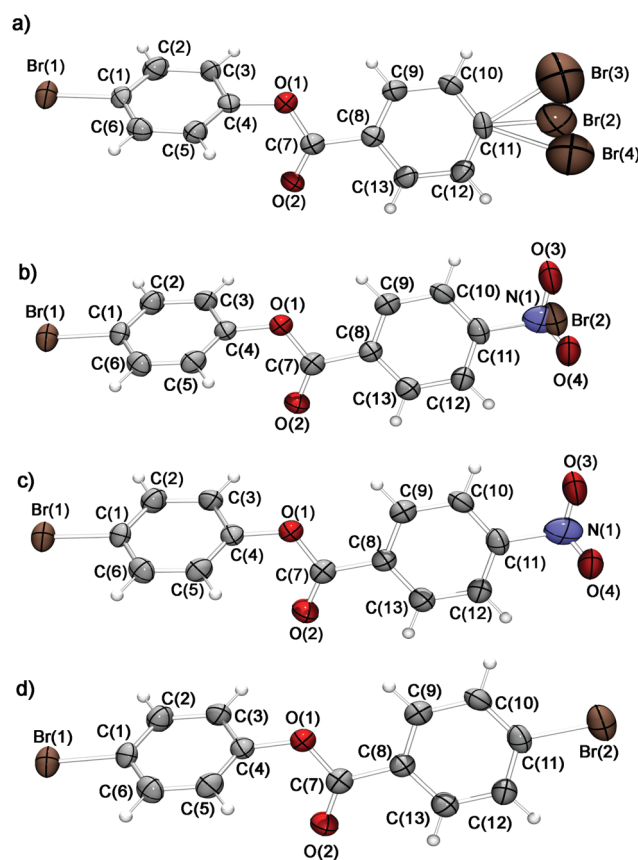 a)
C(2)
Br(1)
C(1)
C(3)
O(1)
C(9)
C(10)
Br(3)
C(6)
C(5)
C(4)
C(7)
C(8)
Br(2)
C(11)
Br(4)
O(2)
C(13)
C(12)
b)
C(2)
Br(1)
C(1)
C(3)
O(1)
C(9)
C(10)
O(3)
N(1)
Br(2)
C(6)
C(5)
C(4)
C(7)
C(8)
C(11)
O(4)
O(2)
C(13)
C(12)
c)
C(2)
Br(1)
C(1)
C(3)
O(1)
C(9)
C(10)
O(3)
N(1)
C(6)
C(5)
C(4)
C(7)
C(8)
C(11)
O(4)
O(2)
C(13)
C(12)
d)
C(2)
Br(1)
C(1)
C(3)
O(1)
C(9)
C(10)
C(6)
C(5)
C(4)
C(7)
C(8)
C(11)
Br(2)
O(2)
C(13)
C(12)